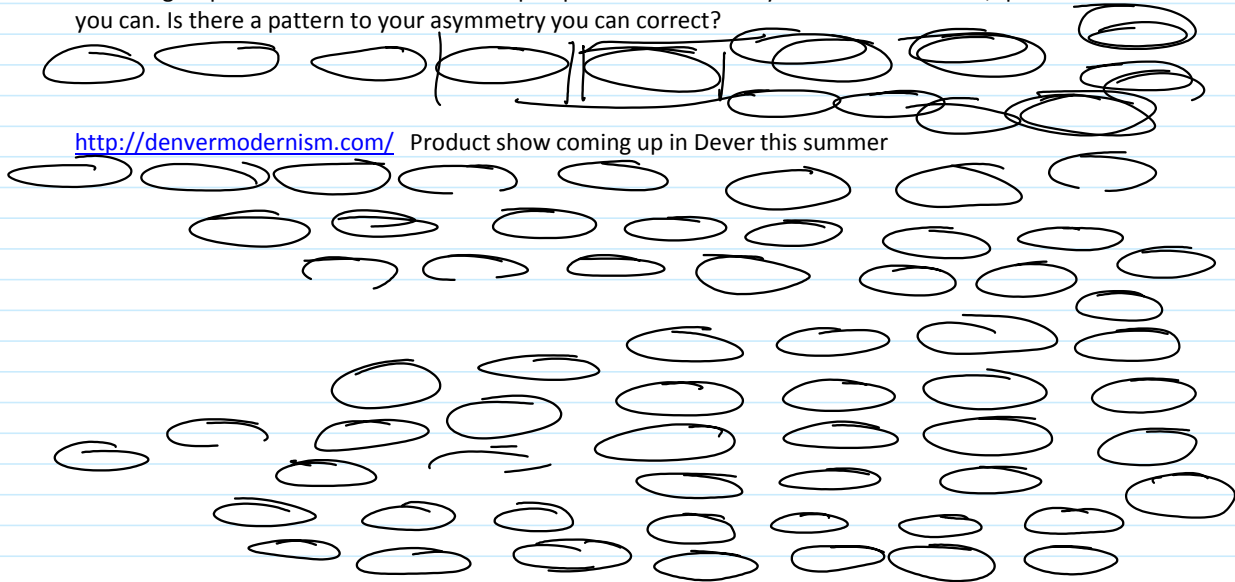 you can. Is there a pattern to your asymmetry you can correct?
http://denvermodernism.com/ Product show coming up in Dever this summer